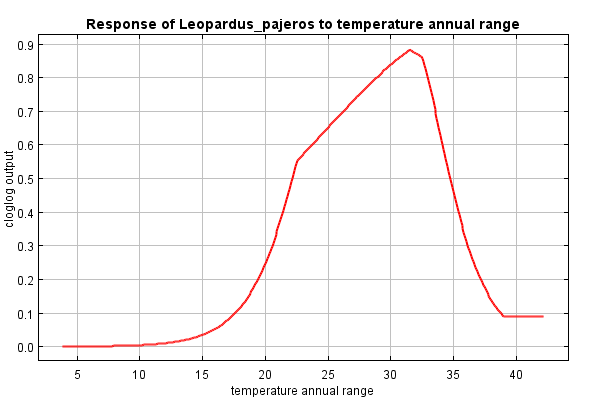 Response of Leopardus_pajeros to temperature annual range
0.9
0.8
0.7
0.6
0.5
0.4
0.3
0.2
0.1
0.0
cloglog output
5 10 15 20 25 30 35 40
temperature annual range